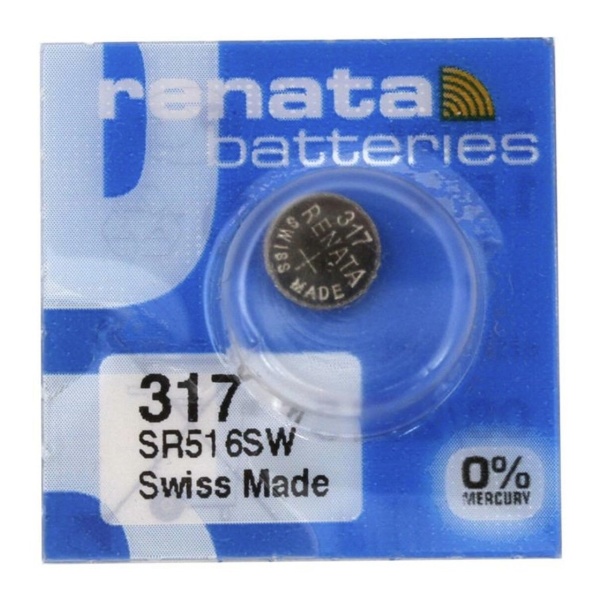 renata
batteries
317
RENATA
+
SWISS MADE
317
SR516SW
Swiss Made
0%
MERCURY